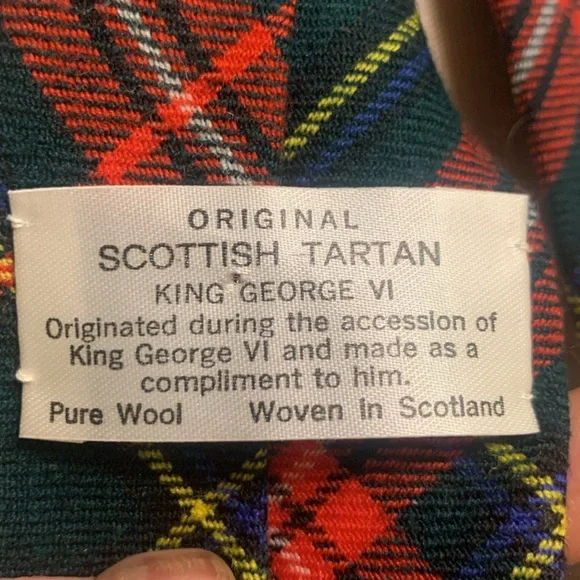 ORIGINAL
SCOTTISH TARTAN
KING GEORGE VI
Originated during the accession of
King George VI and made as a
compliment to him.
Pure Wool Woven in Scotland